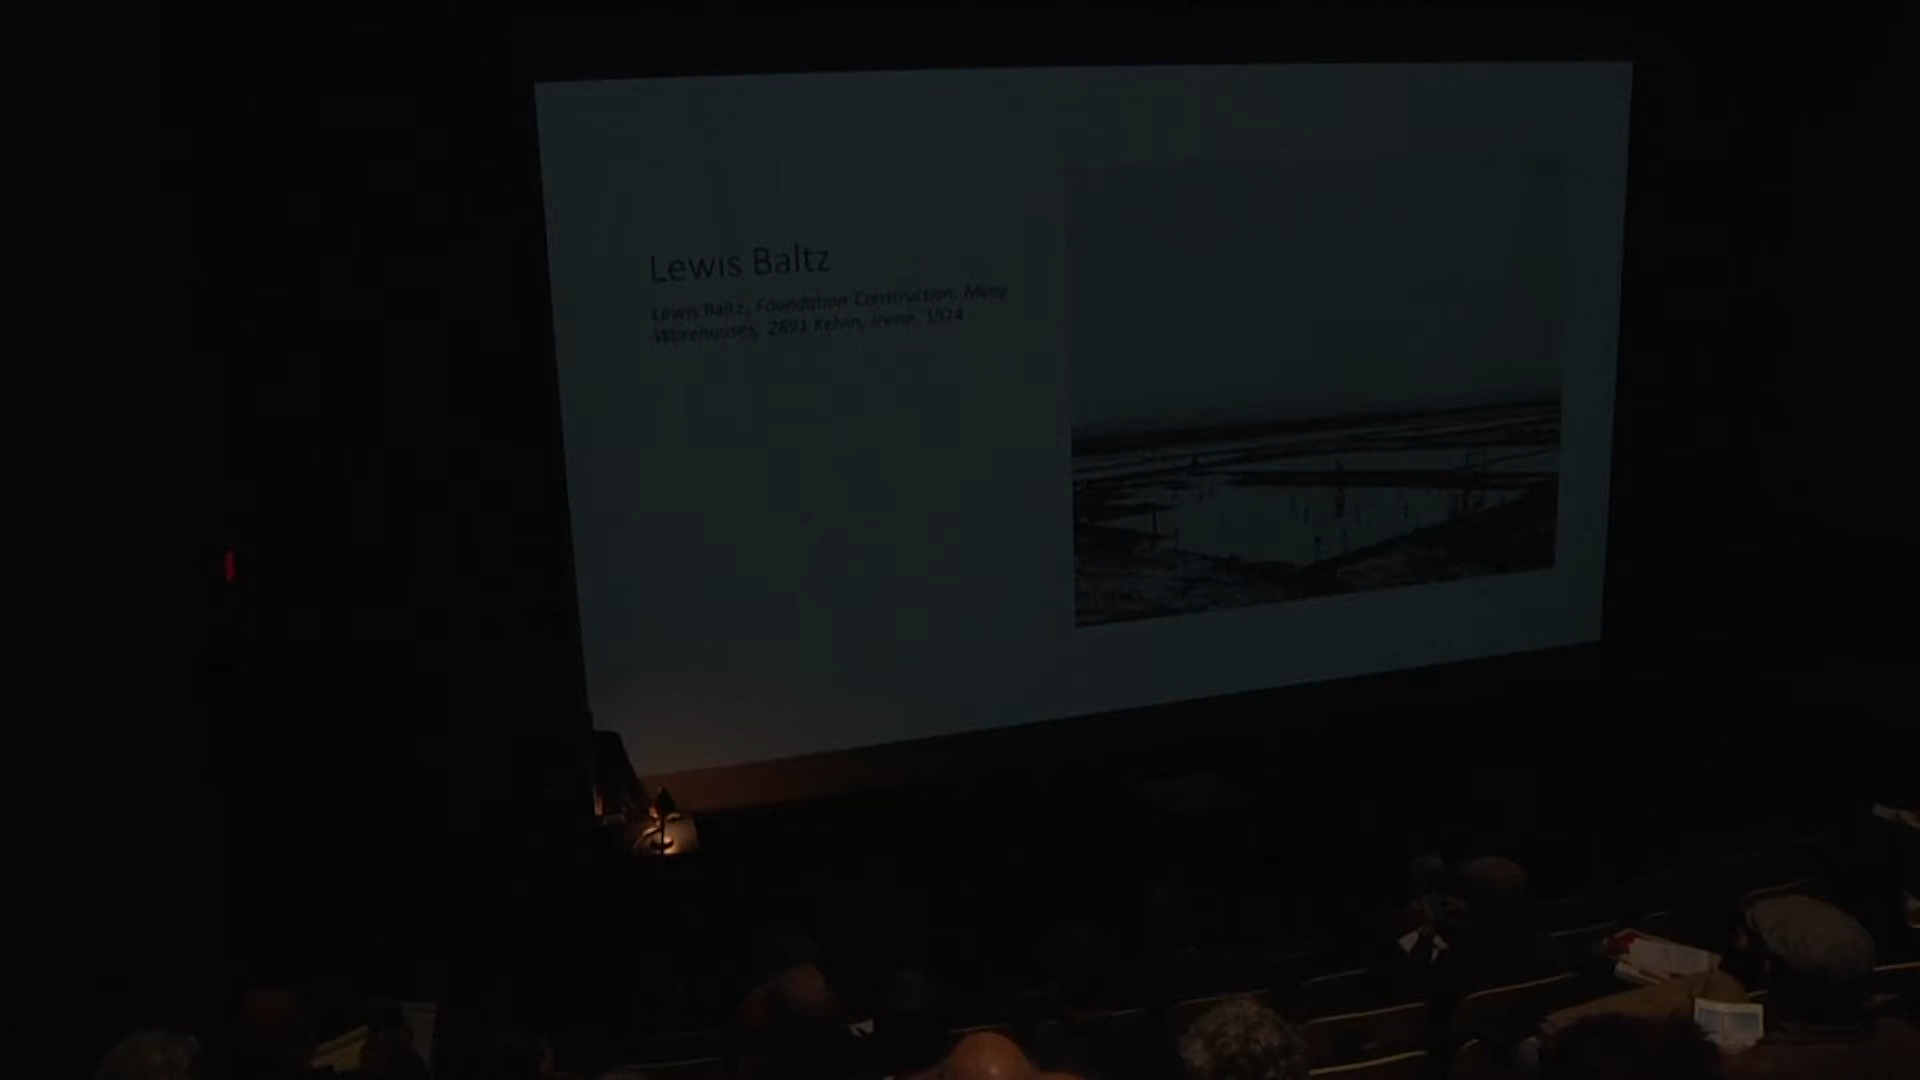 Lewis Baltz
Lewis Baltz, Foundation Construction, Many
Warehouses, 2891 Kelvin, Irvine, 1974